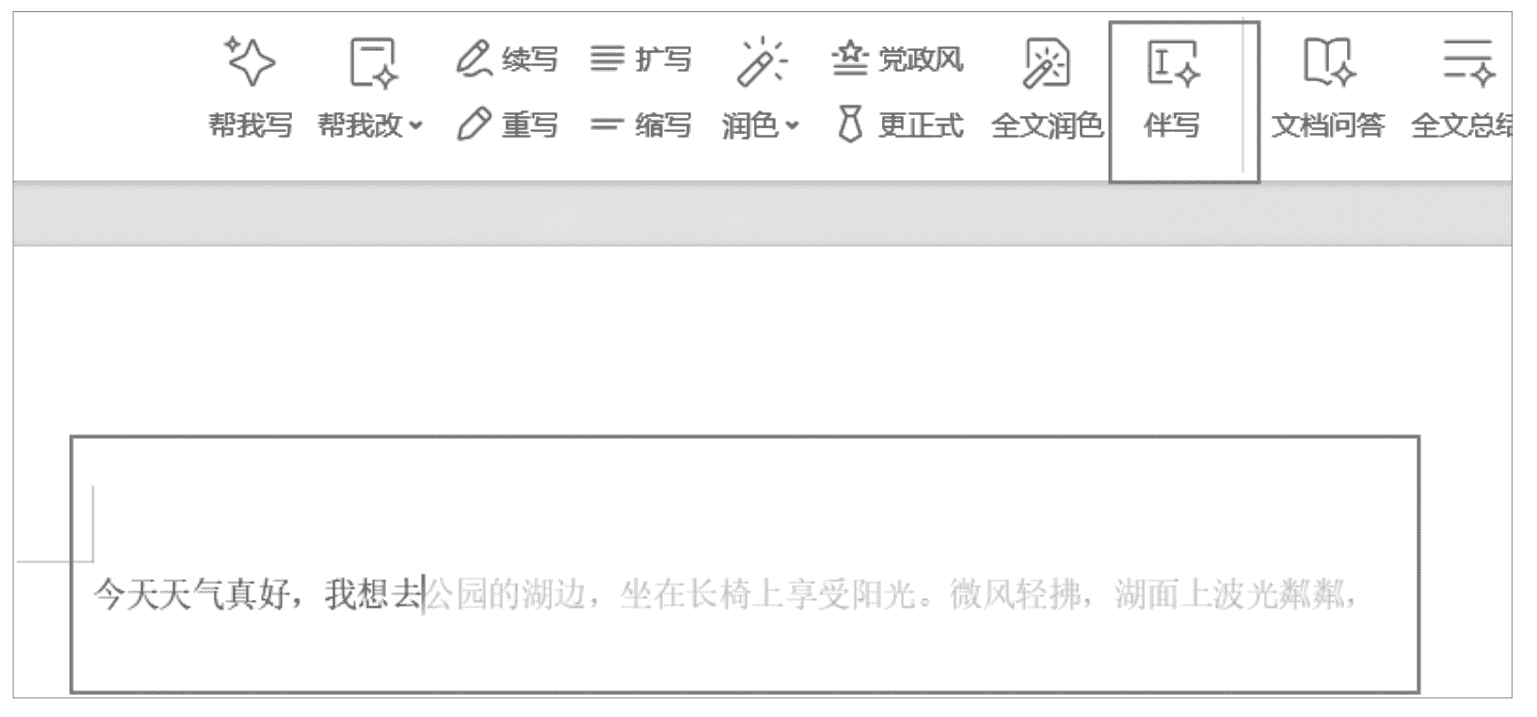 续写 扩写 党政风
帮我写 帮我改 重写 缩写 润色 更正式 全文润色 伴写 文档问答 全文总结
今天天气真好，我想去公园的湖边，坐在长椅上享受阳光。微风轻拂，湖面上波光粼粼，